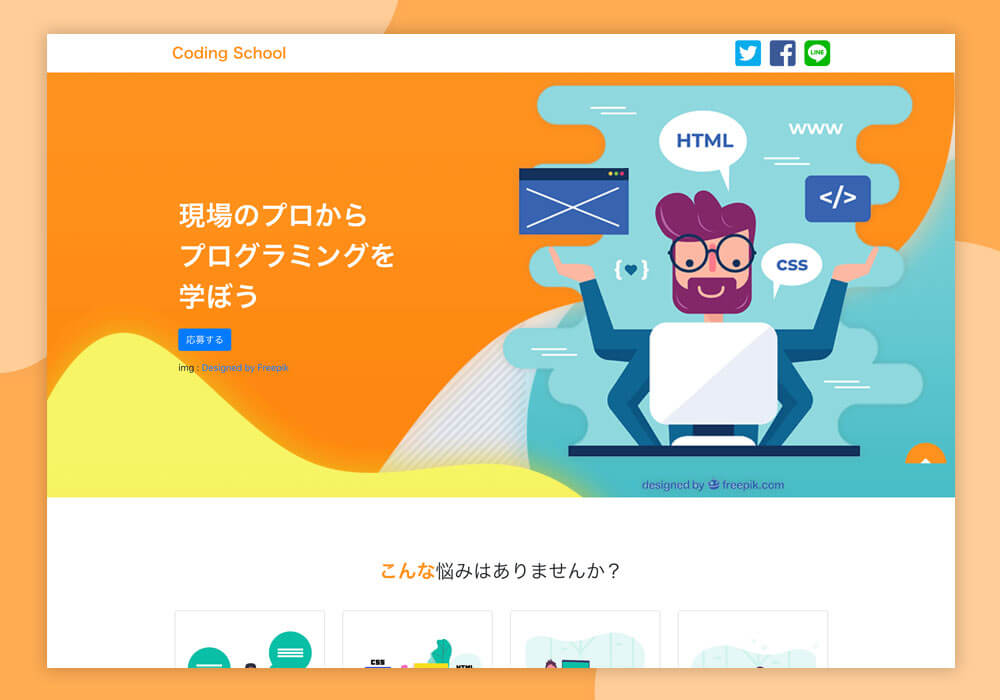 Coding School
LINE
HTML
www
</>
現場のプロから
プログラミングを
学ぼう
{ } CSS
応募する
img : Designed by Freepik
designed by freepik.com
こんな悩みはありませんか？
CSS
HTML